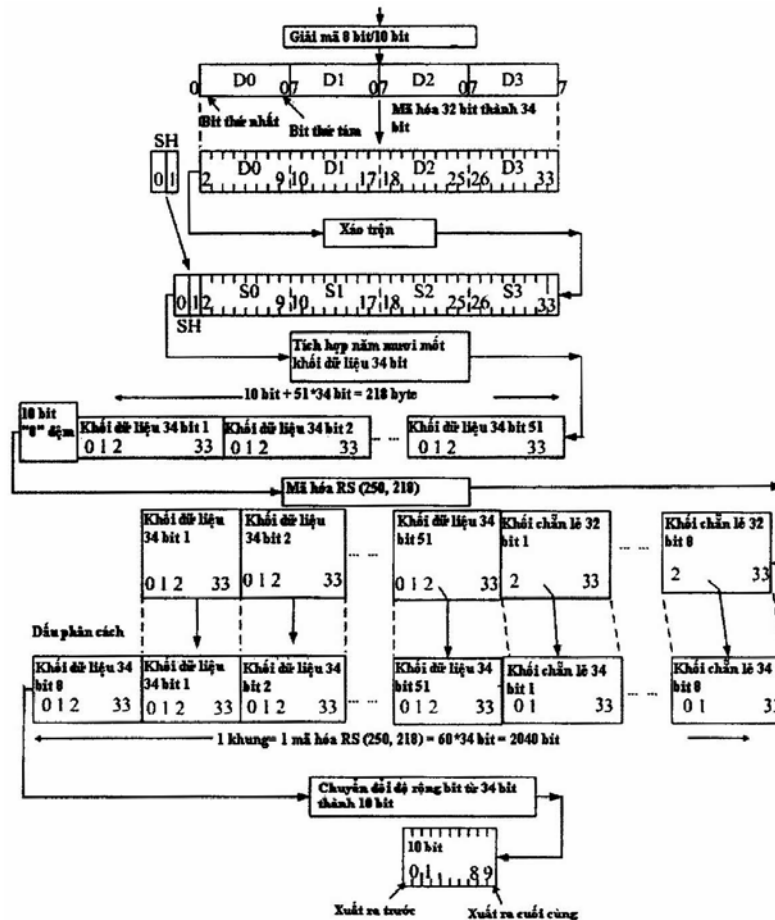 Giải mã 8 bit/10 bit
D0 D1 D2 D3
0 07 07 07 7
Bit thứ nhất
Bit thứ tám
Mã hóa 32 bit thành 34
bit
SH
0 1
D0 D1 D2 D3
2 9 10 17 18 25 26 33
Xáo trộn
S0 S1 S2 S3
0 1 2 9 10 17 18 25 26 33
SH
Tích hợp năm mươi mốt
khối dữ liệu 34 bit
10 bit + 51*34 bit = 218 byte
10 bit
"0" đệm
Khối dữ liệu 34 bit 1
0 1 2 33
Khối dữ liệu 34 bit 2
0 1 2 33
... ...
Khối dữ liệu 34 bit 51
0 1 2 33
Mã hóa RS (250, 218)
Khối dữ liệu
34 bit 1
0 1 2 33
Khối dữ liệu
34 bit 2
0 1 2 33
... ...
Khối dữ liệu 34
bit 51
0 1 2 33
Khối chẵn lẻ 32
bit 1
2 33
... ...
Khối chẵn lẻ 32
bit 8
2 33
Dấu phân cách
Khối dữ liệu 34
bit 0
0 1 2 33
Khối dữ liệu
34 bit 1
0 1 2 33
Khối dữ liệu 34
bit 2
0 1 2 33
... ...
Khối dữ liệu 34
bit 51
0 1 2 33
Khối chẵn lẻ 34
bit 1
0 1 33
... ...
Khối chẵn lẻ 34
bit 8
0 1 33
1 khung= 1 mã hóa RS (250, 218) = 60*34 bit = 2040 bit
Chuyển đổi độ rộng bit từ 34 bit
thành 10 bit
10 bit
0 1 8 9
Xuất ra trước
Xuất ra cuối cùng